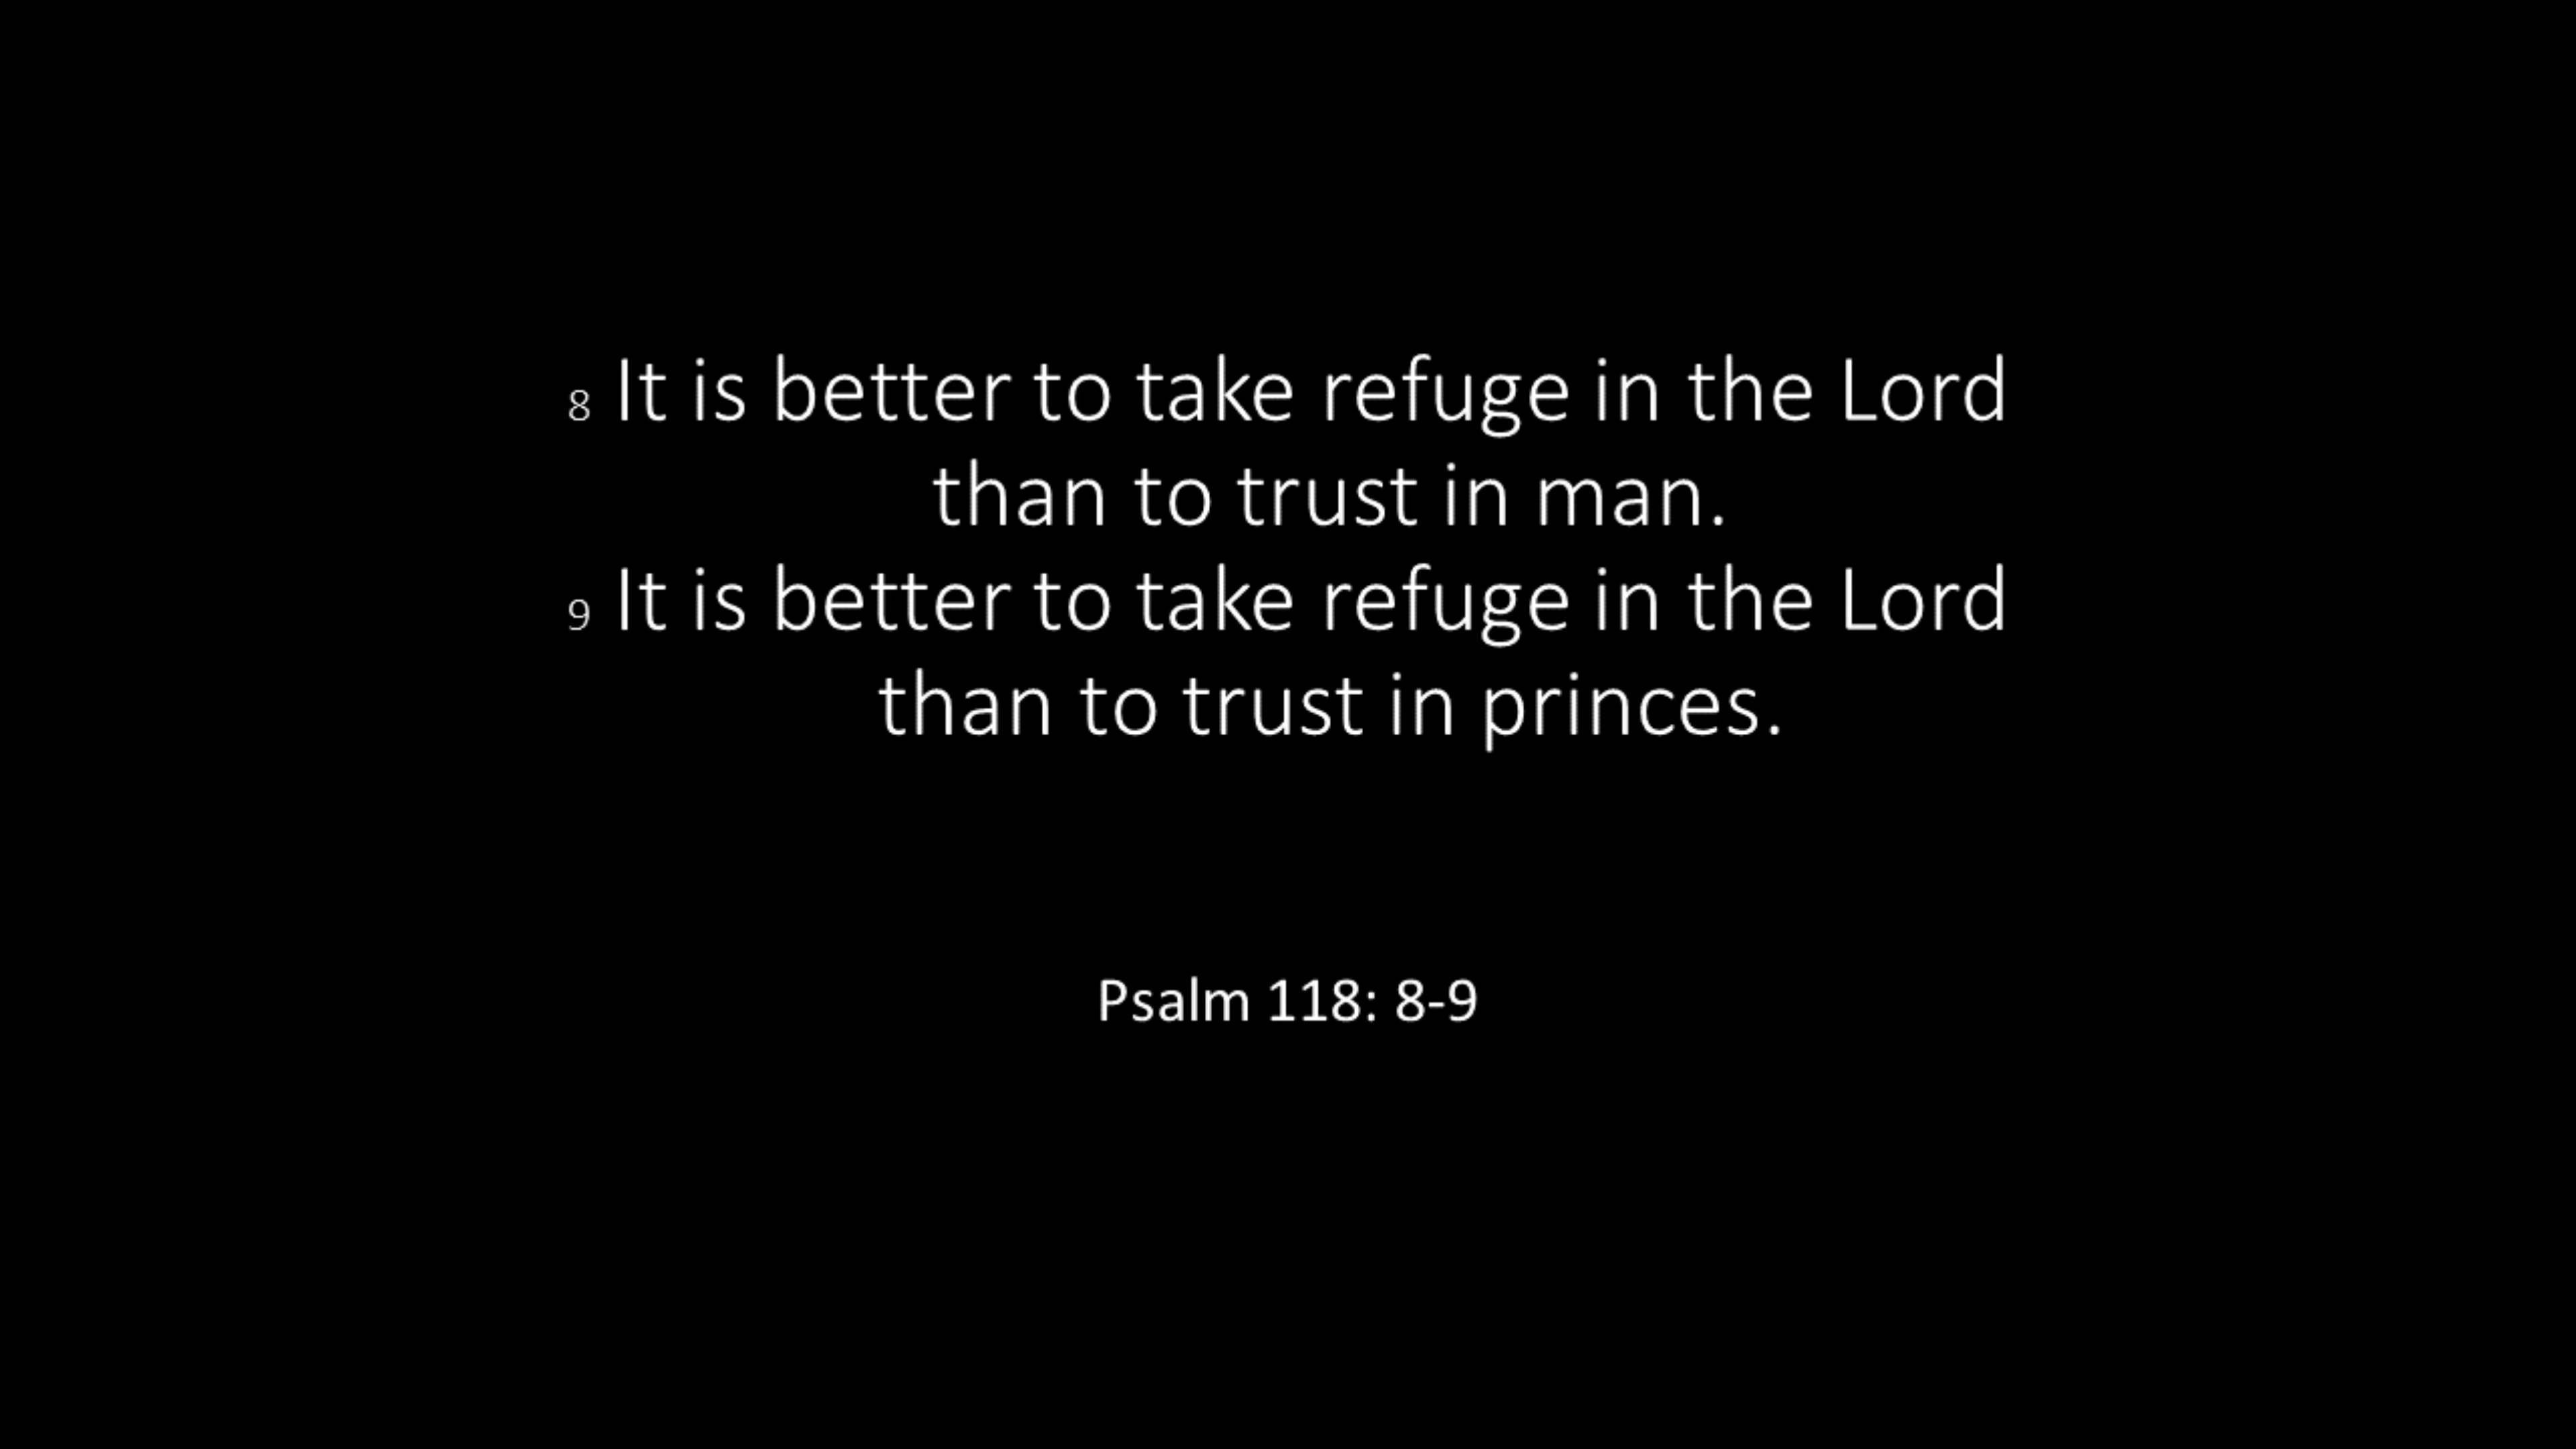 8 It is better to take refuge in the Lord
than to trust in man.
9 It is better to take refuge in the Lord
than to trust in princes.
Psalm 118: 8-9